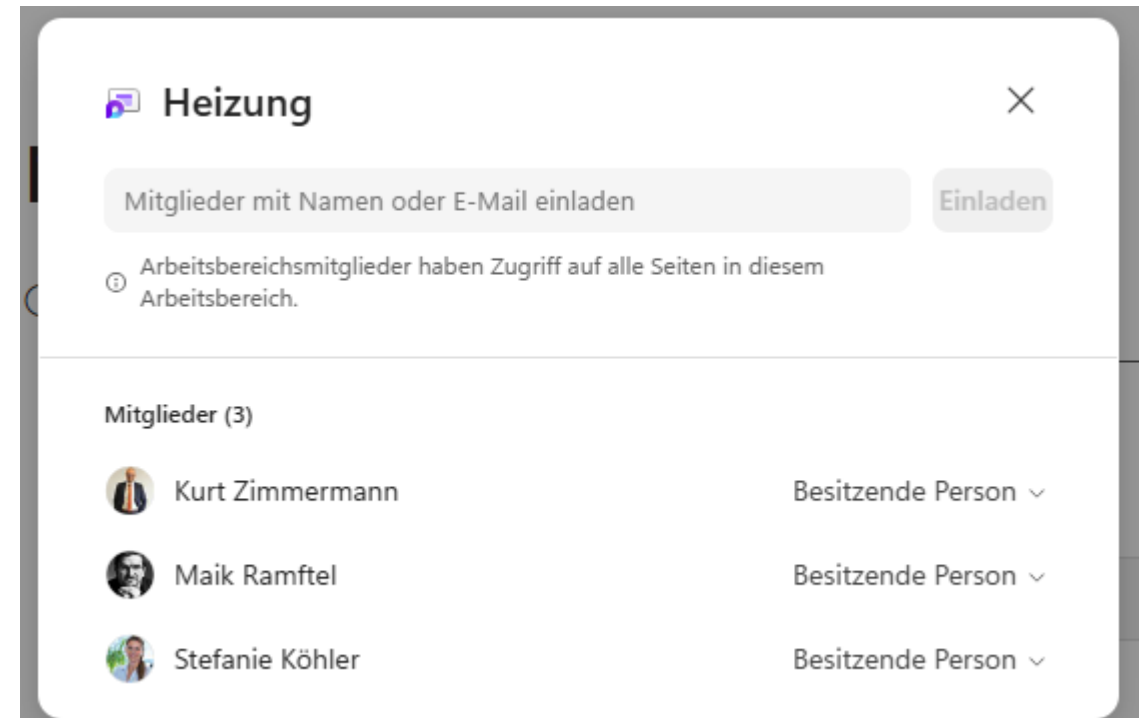 Heizung
Mitglieder mit Namen oder E-Mail einladen
Einladen
Arbeitsbereichsmitglieder haben Zugriff auf alle Seiten in diesem
Arbeitsbereich.
Mitglieder (3)
Kurt Zimmermann Besitzende Person
Maik Ramftel Besitzende Person
Stefanie Köhler Besitzende Person